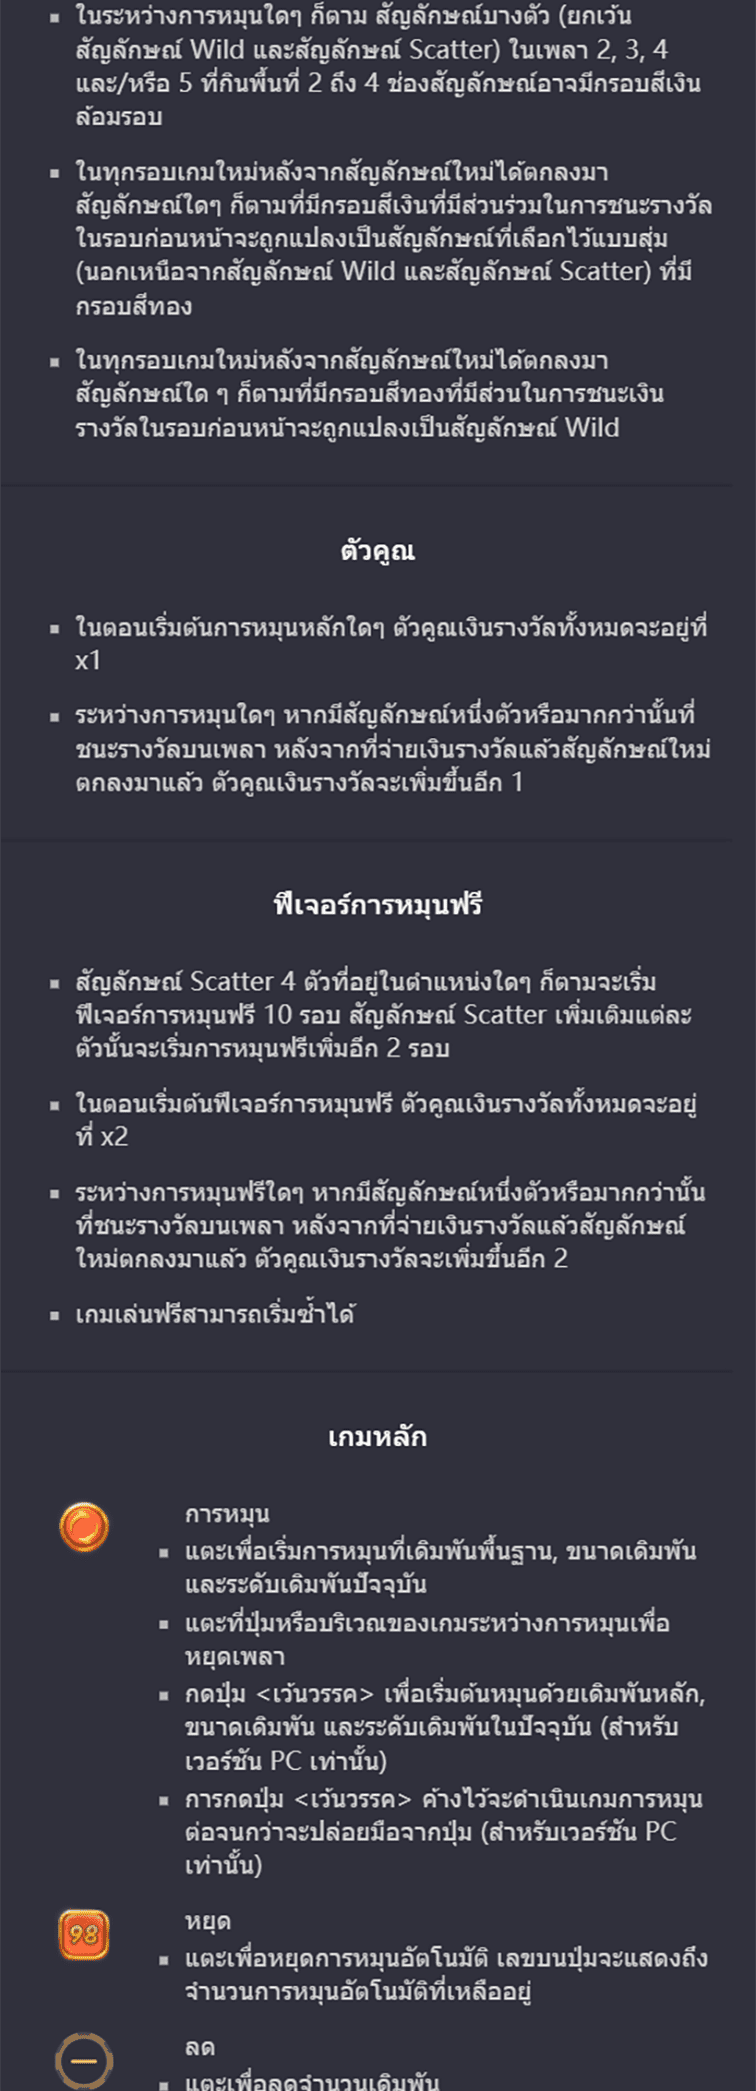 ในระหว่างการหมุนใดๆ ก็ตาม สัญลักษณ์บางตัว (ยกเว้น
สัญลักษณ์ Wild และสัญลักษณ์ Scatter) ในเพลา 2, 3, 4
และ/หรือ 5 ที่กินพื้นที่ 2 ถึง 4 ช่องสัญลักษณ์อาจมีกรอบสีเงิน
ล้อมรอบ
ในทุกรอบเกมใหม่หลังจากสัญลักษณ์ใหม่ได้ตกลงมา
สัญลักษณ์ใดๆ ก็ตามที่มีกรอบสีเงินที่มีส่วนร่วมในการชนะรางวัล
ในรอบก่อนหน้าจะถูกแปลงเป็นสัญลักษณ์ที่เลือกไว้แบบสุ่ม
(นอกเหนือจากสัญลักษณ์ Wild และสัญลักษณ์ Scatter) ที่มี
กรอบสีทอง
ในทุกรอบเกมใหม่หลังจากสัญลักษณ์ใหม่ได้ตกลงมา
สัญลักษณ์ใด ๆ ก็ตามที่มีกรอบสีทองที่มีส่วนในการชนะเงิน
รางวัลในรอบก่อนหน้าจะถูกแปลงเป็นสัญลักษณ์ Wild
ตัวคูณ
ในตอนเริ่มต้นการหมุนหลักใดๆ ตัวคูณเงินรางวัลทั้งหมดจะอยู่ที่
x1
ระหว่างการหมุนใดๆ หากมีสัญลักษณ์หนึ่งตัวหรือมากกว่านั้นที่
ชนะรางวัลบนเพลา หลังจากที่จ่ายเงินรางวัลแล้วสัญลักษณ์ใหม่
ตกลงมาแล้ว ตัวคูณเงินรางวัลจะเพิ่มขึ้นอีก 1
ฟีเจอร์การหมุนฟรี
สัญลักษณ์ Scatter 4 ตัวที่อยู่ในตำแหน่งใดๆ ก็ตามจะเริ่ม
ฟีเจอร์การหมุนฟรี 10 รอบ สัญลักษณ์ Scatter เพิ่มเติมแต่ละ
ตัวนั้นจะเริ่มการหมุนฟรีเพิ่มอีก 2 รอบ
ในตอนเริ่มต้นฟีเจอร์การหมุนฟรี ตัวคูณเงินรางวัลทั้งหมดจะอยู่
ที่ x2
ระหว่างการหมุนฟรีใดๆ หากมีสัญลักษณ์หนึ่งตัวหรือมากกว่านั้น
ที่ชนะรางวัลบนเพลา หลังจากที่จ่ายเงินรางวัลแล้วสัญลักษณ์
ใหม่ตกลงมาแล้ว ตัวคูณเงินรางวัลจะเพิ่มขึ้นอีก 2
เกมเล่นฟรีสามารถเริ่มซ้ำได้
เกมหลัก
การหมุน
แตะเพื่อเริ่มการหมุนที่เดิมพันพื้นฐาน, ขนาดเดิมพัน
และระดับเดิมพันปัจจุบัน
แตะที่ปุ่มหรือบริเวณของเกมระหว่างการหมุนเพื่อ
หยุดเพลา
กดปุ่ม <เว้นวรรค> เพื่อเริ่มต้นหมุนด้วยเดิมพันหลัก,
ขนาดเดิมพัน และระดับเดิมพันในปัจจุบัน (สำหรับ
เวอร์ชัน PC เท่านั้น)
การกดปุ่ม <เว้นวรรค> ค้างไว้จะดำเนินเกมการหมุน
ต่อจนกว่าจะปล่อยมือจากปุ่ม (สำหรับเวอร์ชัน PC
เท่านั้น)
98
หยุด
แตะเพื่อหยุดการหมุนอัตโนมัติ เลขบนปุ่มจะแสดงถึง
จำนวนการหมุนอัตโนมัติที่เหลืออยู่
ลด
แตะเพื่อลดจำนวนเดิมพัน